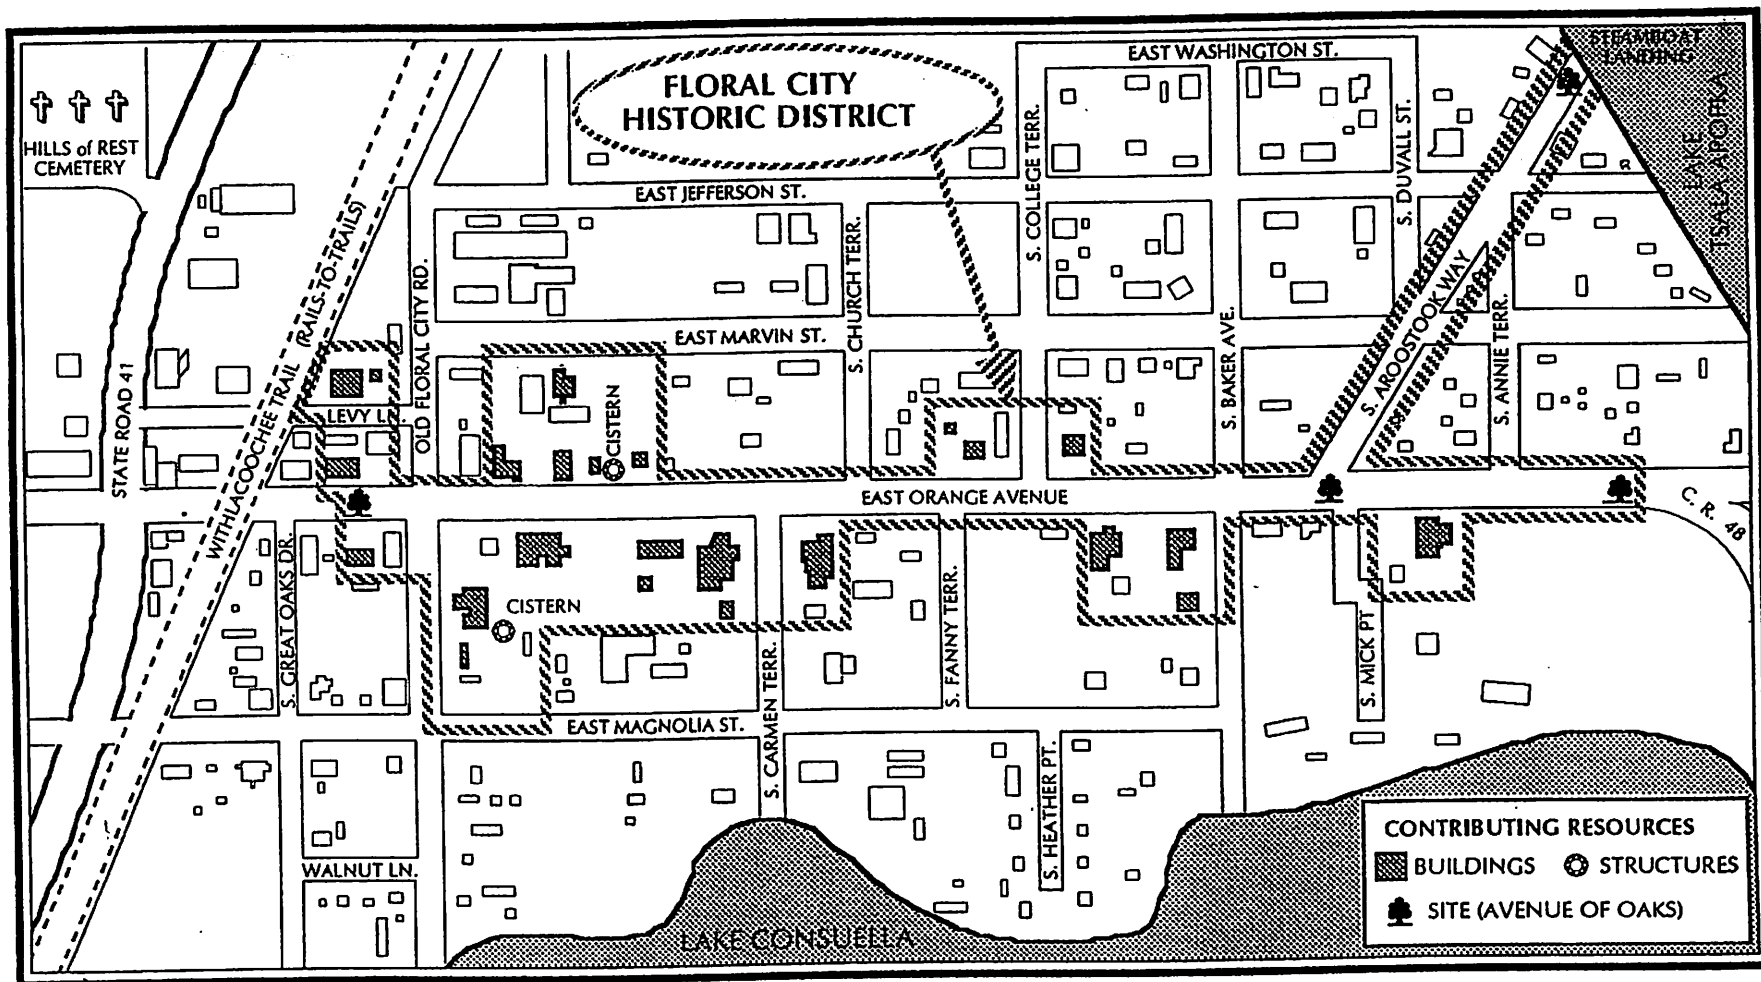 STEAMBOAT
LANDING
EAST WASHINGTON ST.
FLORAL CITY
HISTORIC DISTRICT
HILLS of REST
CEMETERY
EAST JEFFERSON ST.
S. COLLEGE TERR.
S. DUVALL ST.
LAKE
TSALA APOPKA
WITHLACOOCHEE TRAIL (RAILS-TO-TRAILS)
OLD FLORAL CITY RD.
S. CHURCH TERR.
EAST MARVIN ST.
S. BAKER AVE.
S. AROOSTOOK WAY
S. ANNIE TERR.
STATE ROAD 41
LEVY LN.
CISTERN
EAST ORANGE AVENUE
C. R. 48
S. GREAT OAKS DR.
CISTERN
S. FANNY TERR.
S. MICK PT
S. CARMEN TERR.
EAST MAGNOLIA ST.
S. HEATHER PT.
WALNUT LN.
LAKE CONSUELLA
CONTRIBUTING RESOURCES
BUILDINGS
STRUCTURES
SITE (AVENUE OF OAKS)